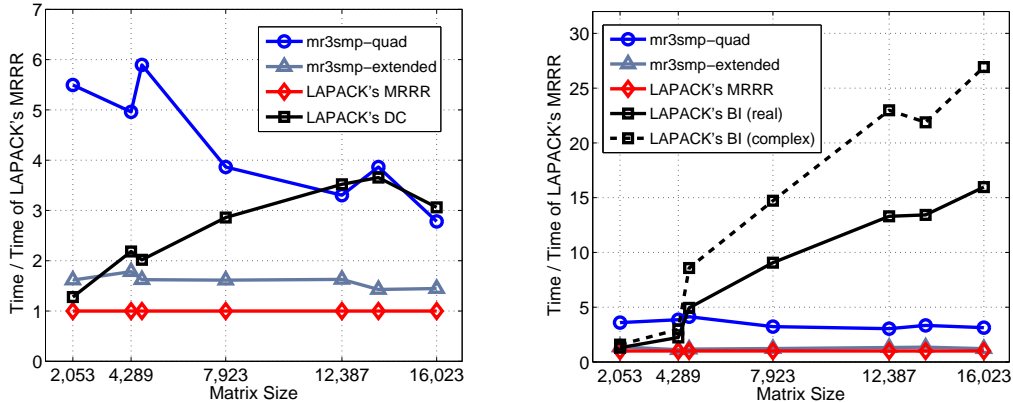 Time / Time of LAPACK's MRRR
7
6
5
4
3
2
1
0
mr3smp-quad
mr3smp-extended
LAPACK's MRRR
LAPACK's DC
2,053
4,289
7,923
12,387
16,023
Matrix Size
Time / Time of LAPACK's MRRR
30
25
20
15
10
5
0
mr3smp-quad
mr3smp-extended
LAPACK's MRRR
LAPACK's BI (real)
LAPACK's BI (complex)
2,053
4,289
7,923
12,387
16,023
Matrix Size